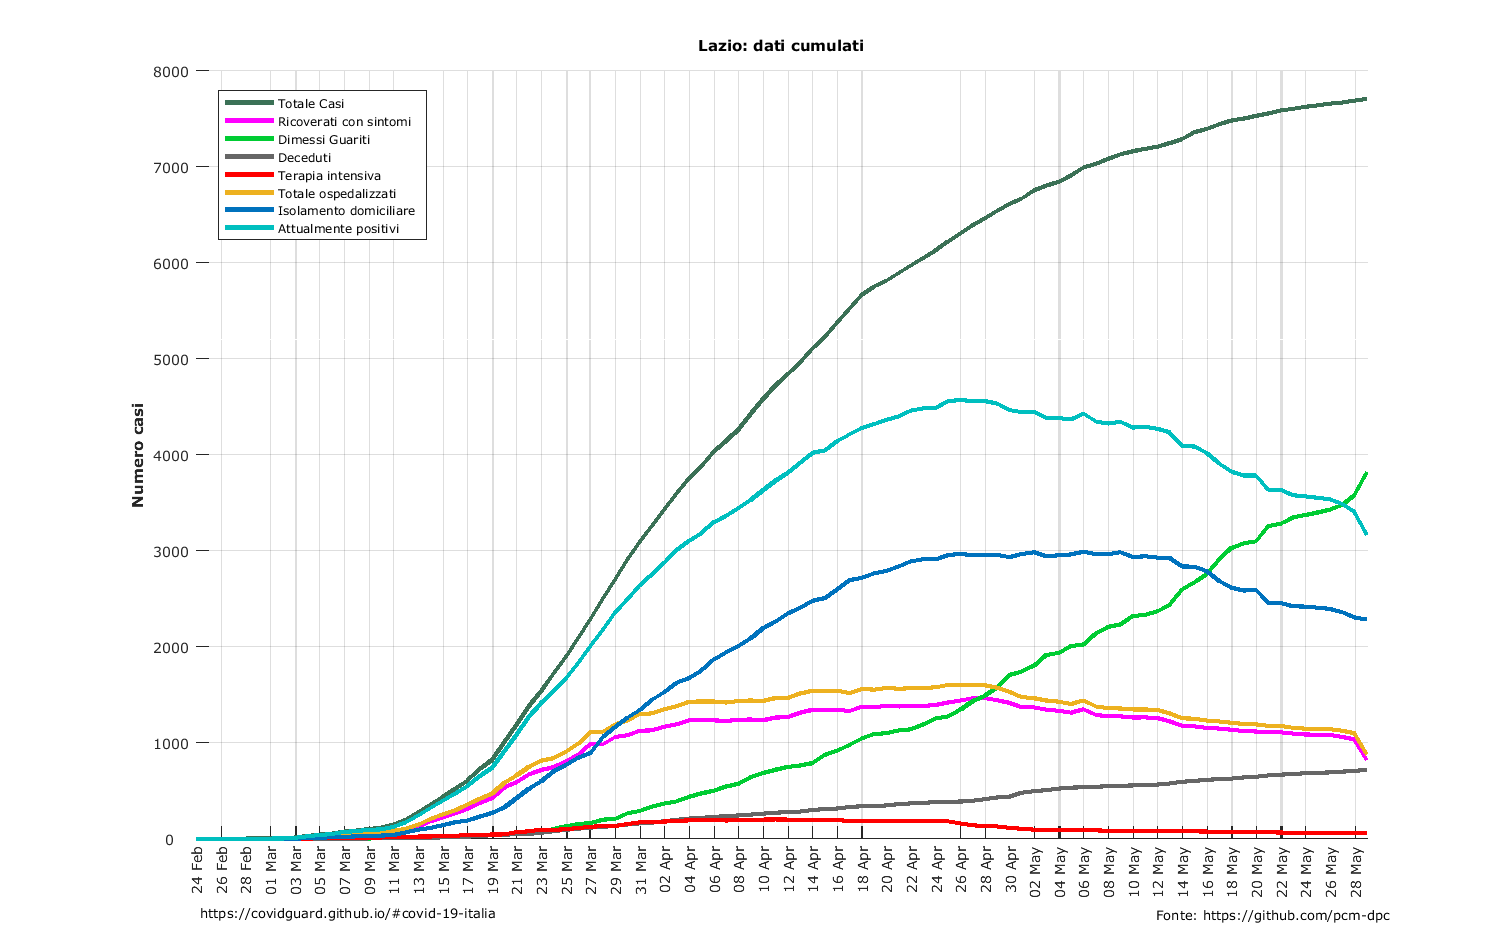 Lazio: dati cumulati
Numero casi
8000
7000
6000
5000
4000
3000
2000
1000
0
Totale Casi
Ricoverati con sintomi
Dimessi Guariti
Deceduti
Terapia intensiva
Totale ospedalizzati
Isolamento domiciliare
Attualmente positivi
24 Feb
26 Feb
28 Feb
01 Mar
03 Mar
05 Mar
07 Mar
09 Mar
11 Mar
13 Mar
15 Mar
17 Mar
19 Mar
21 Mar
23 Mar
25 Mar
27 Mar
29 Mar
31 Mar
02 Apr
04 Apr
06 Apr
08 Apr
10 Apr
12 Apr
14 Apr
16 Apr
18 Apr
20 Apr
22 Apr
24 Apr
26 Apr
28 Apr
30 Apr
02 May
04 May
06 May
08 May
10 May
12 May
14 May
16 May
18 May
20 May
22 May
24 May
26 May
28 May
https://covidguard.github.io/#covid-19-italia
Fonte: https://github.com/pcm-dpc